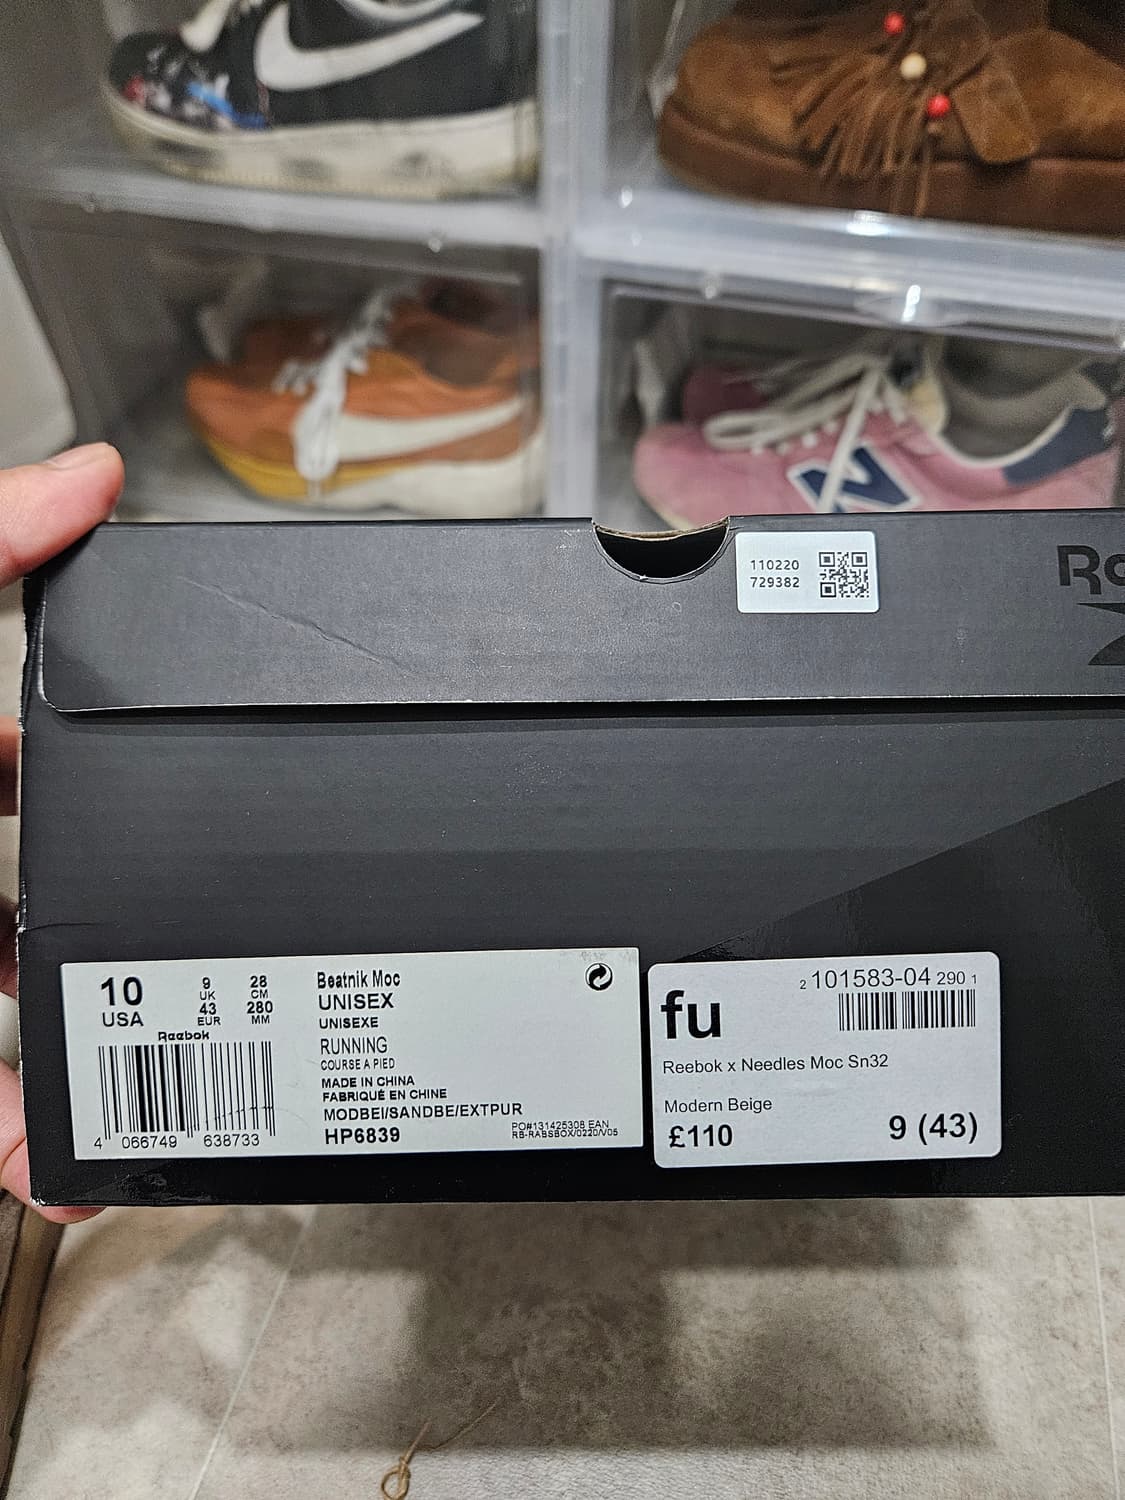 110220
729382
10
USA
9
UK
43
EUR
28
CM
280
MM
Reebok
4 066749 638733
Beatnik Moc
UNISEX
UNISEXE
RUNNING
COURSE A PIED
MADE IN CHINA
FABRIQUÉ EN CHINE
MODBEI/SANDBE/EXTPUR
HP6839
PO#131425308 EAN
RB-RABSBOX/0220/V05
fu
2 101583-04 290 1
Reebok x Needles Moc Sn32
Modern Beige
£110
9 (43)
N